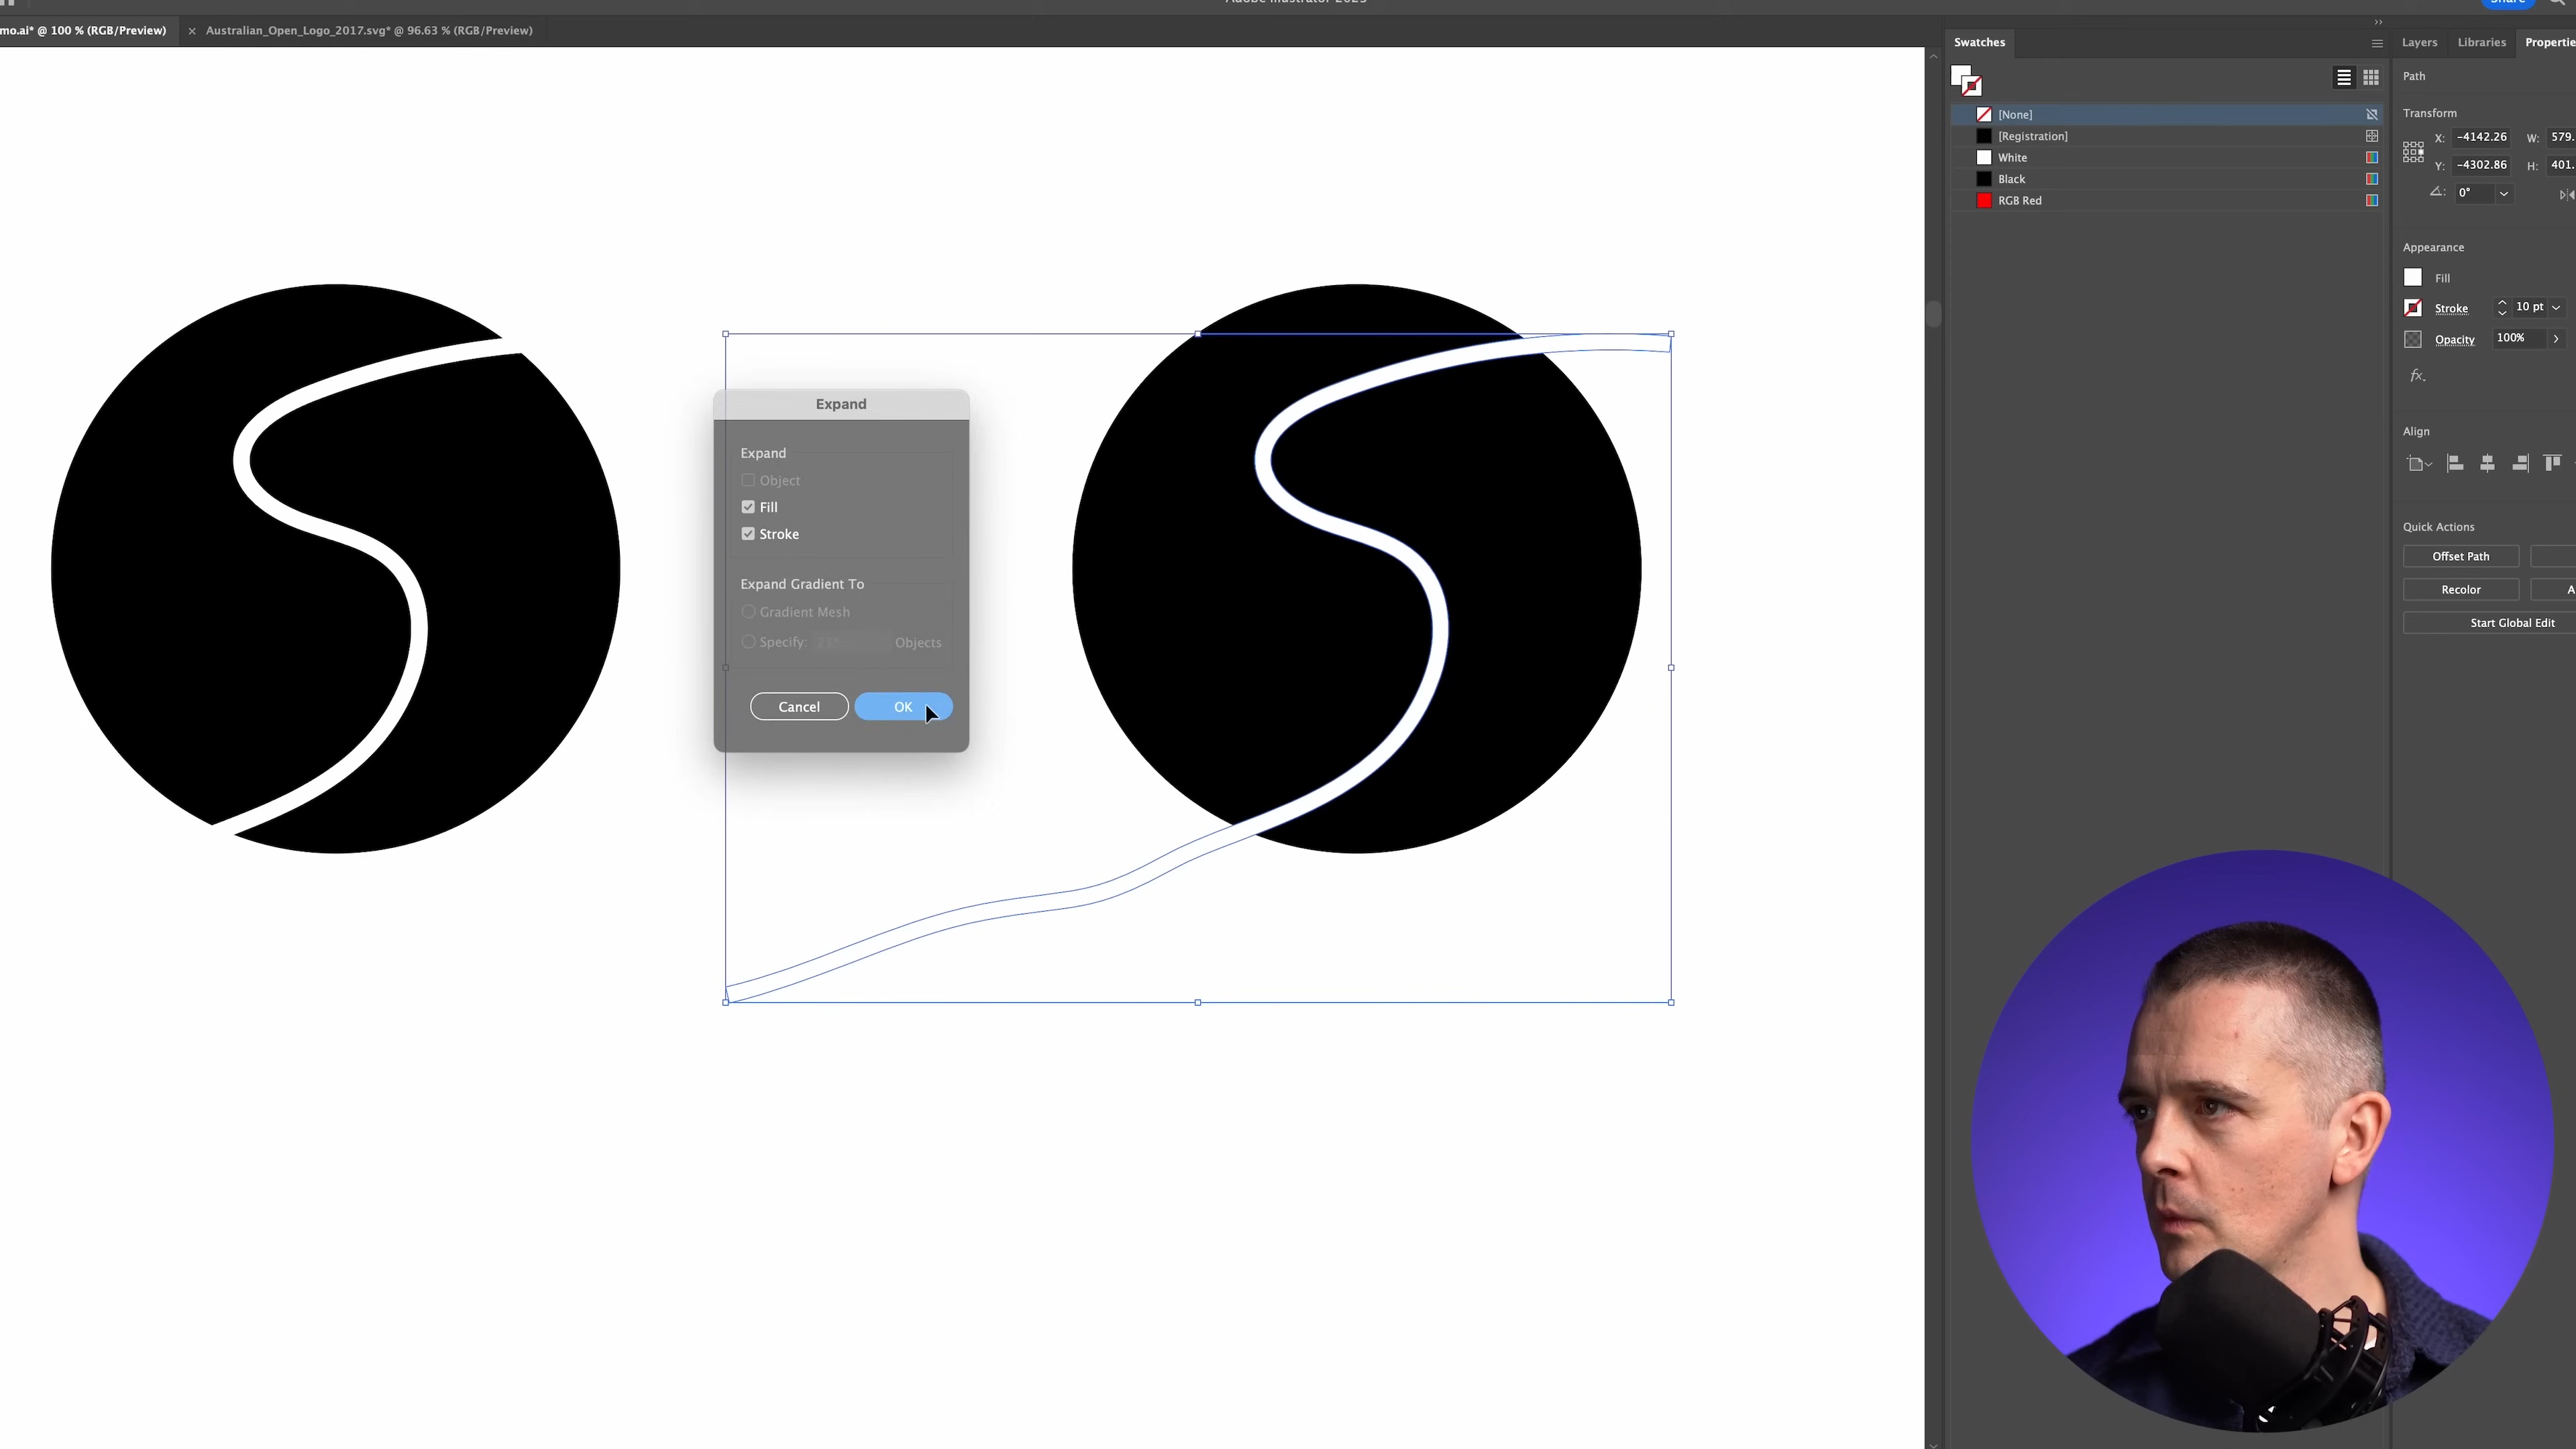 mo.ai* @ 100 % (RGB/Preview)
× Australian_Open_Logo_2017.svg* @ 96.63 % (RGB/Preview)
Share
Swatches
[None]
[Registration]
White
Black
RGB Red
Layers
Libraries
Propertie
Path
Transform
X: -4142.26 W: 579.
Y: -4302.86 H: 401.
0°
Appearance
Fill
Stroke 10 pt
Opacity 100%
fx.
Align
Quick Actions
Offset Path
Recolor
A
Start Global Edit
Expand
Expand
Object
Fill
Stroke
Expand Gradient To
Gradient Mesh
Specify: Objects
Cancel
OK